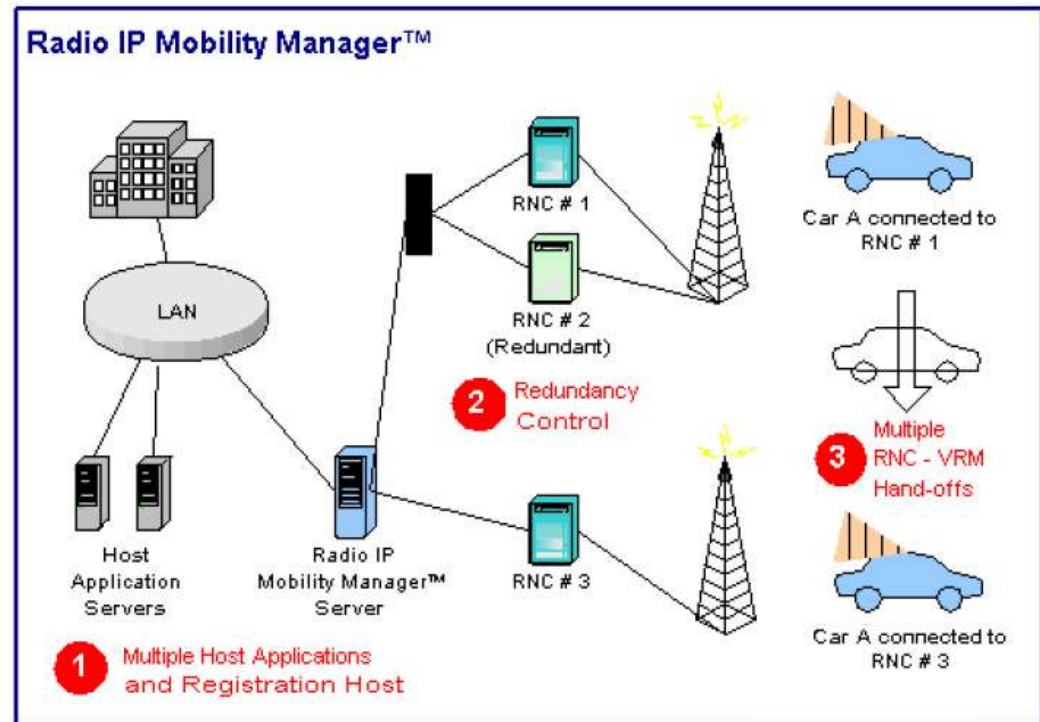 Radio IP Mobility Manager™
RNC # 1
Car A connected to
RNC # 1
LAN
RNC # 2
(Redundant)
2
Redundancy
Control
3
Multiple
RNC - VRM
Hand-offs
Host
Application
Servers
Radio IP
Mobility Manager™
Server
RNC # 3
Car A connected to
RNC # 3
1
Multiple Host Applications
and Registration Host